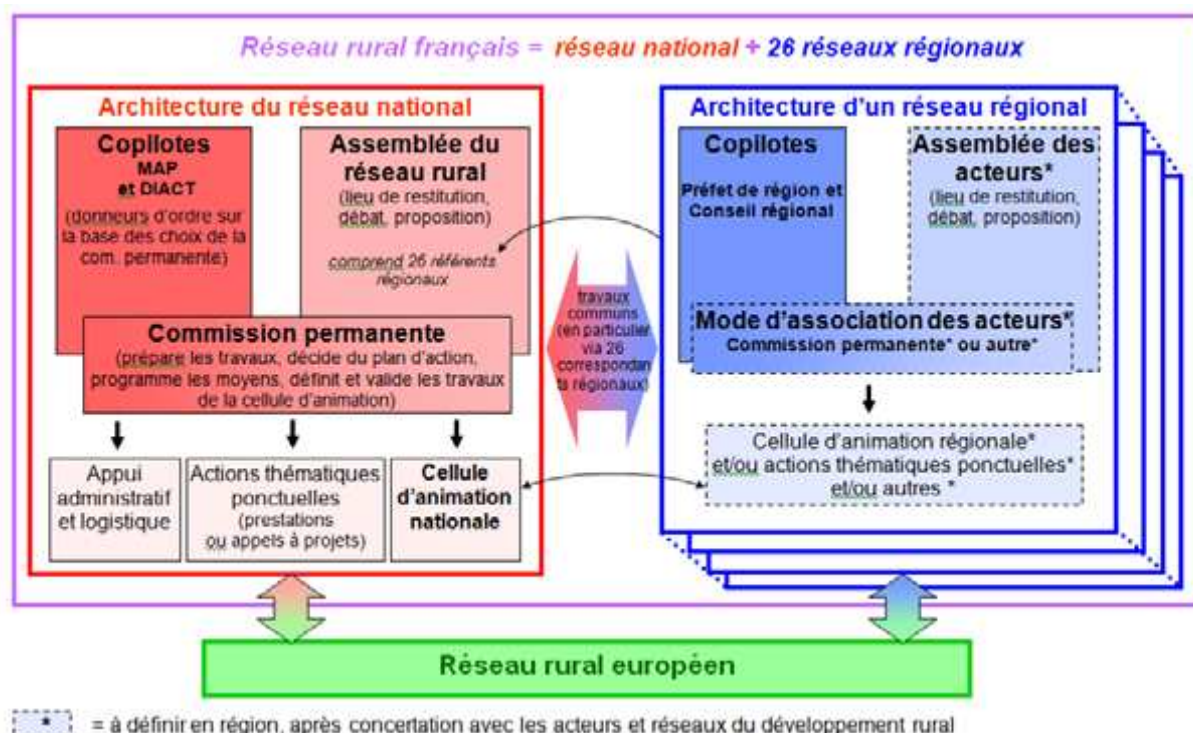 Réseau rural français = réseau national + 26 réseaux régionaux
Architecture du réseau national
Copilotes
MAP
et DIACT
(donneurs d'ordre sur
la base des choix de la
com. permanente)
Assemblée du
réseau rural
(lieu de restitution,
débat, proposition)
comprend 26 référents
régionaux
Commission permanente
(prépare les travaux, décide du plan d'action,
programme les moyens, définit et valide les travaux
de la cellule d'animation)
Appui
administratif
et logistique
Actions thématiques
ponctuelles
(prestations
ou appels à projets)
Cellule
d'animation
nationale
travaux
communs
(en particulier
via 26
correspondan
ts régionaux)
Architecture d'un réseau régional
Copilotes
Préfet de région et
Conseil régional
Assemblée des
acteurs*
(lieu de restitution,
débat, proposition)
Mode d'association des acteurs*
Commission permanente* ou autre*
Cellule d'animation régionale*
et/ou actions thématiques ponctuelles*
et/ou autres *
Réseau rural européen
* = à définir en région, après concertation avec les acteurs et réseaux du développement rural